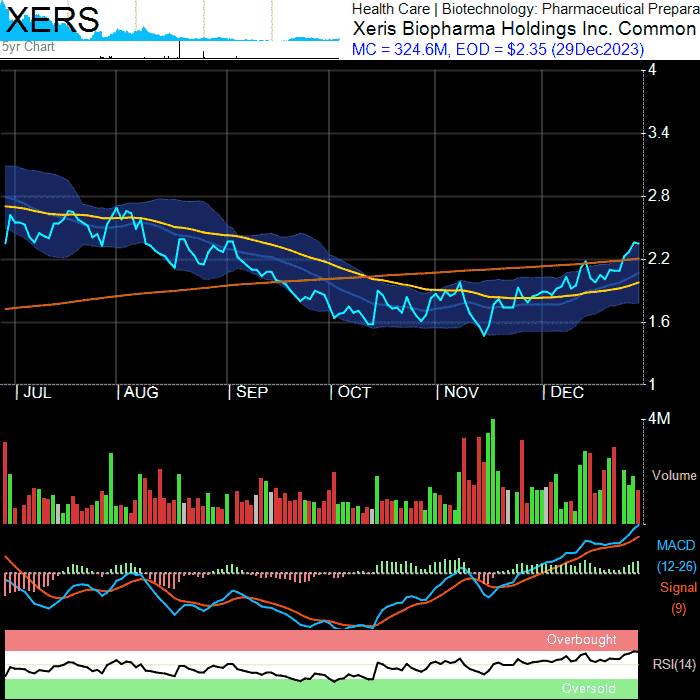 XERS
5yr Chart
Health Care | Biotechnology: Pharmaceutical Prepara
Xeris Biopharma Holdings Inc. Common
MC = 324.6M, EOD = $2.35 (29Dec2023)
4
3.4
2.8
2.2
1.6
1
| JUL | AUG | SEP | OCT | NOV | DEC
4M
Volume
MACD
(12-26)
Signal
(9)
Overbought
RSI(14)
Oversold